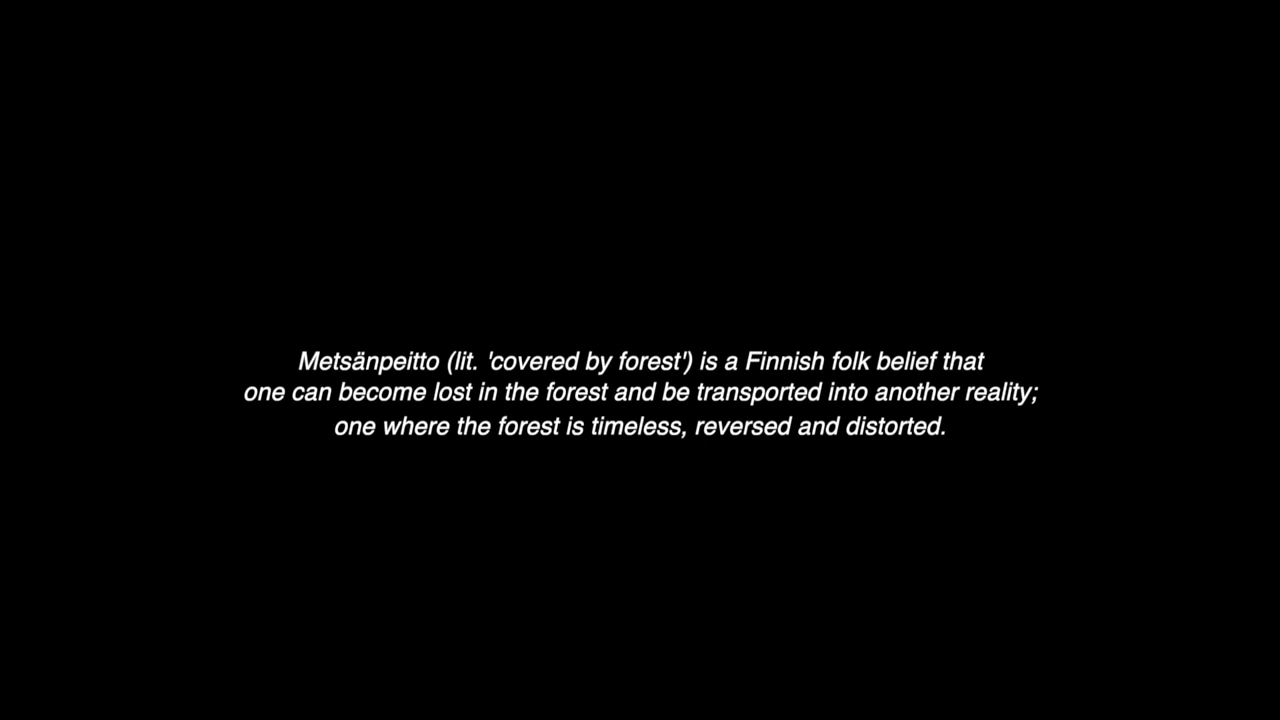 Metsänpeitto (lit. 'covered by forest') is a Finnish folk belief that
one can become lost in the forest and be transported into another reality;
one where the forest is timeless, reversed and distorted.